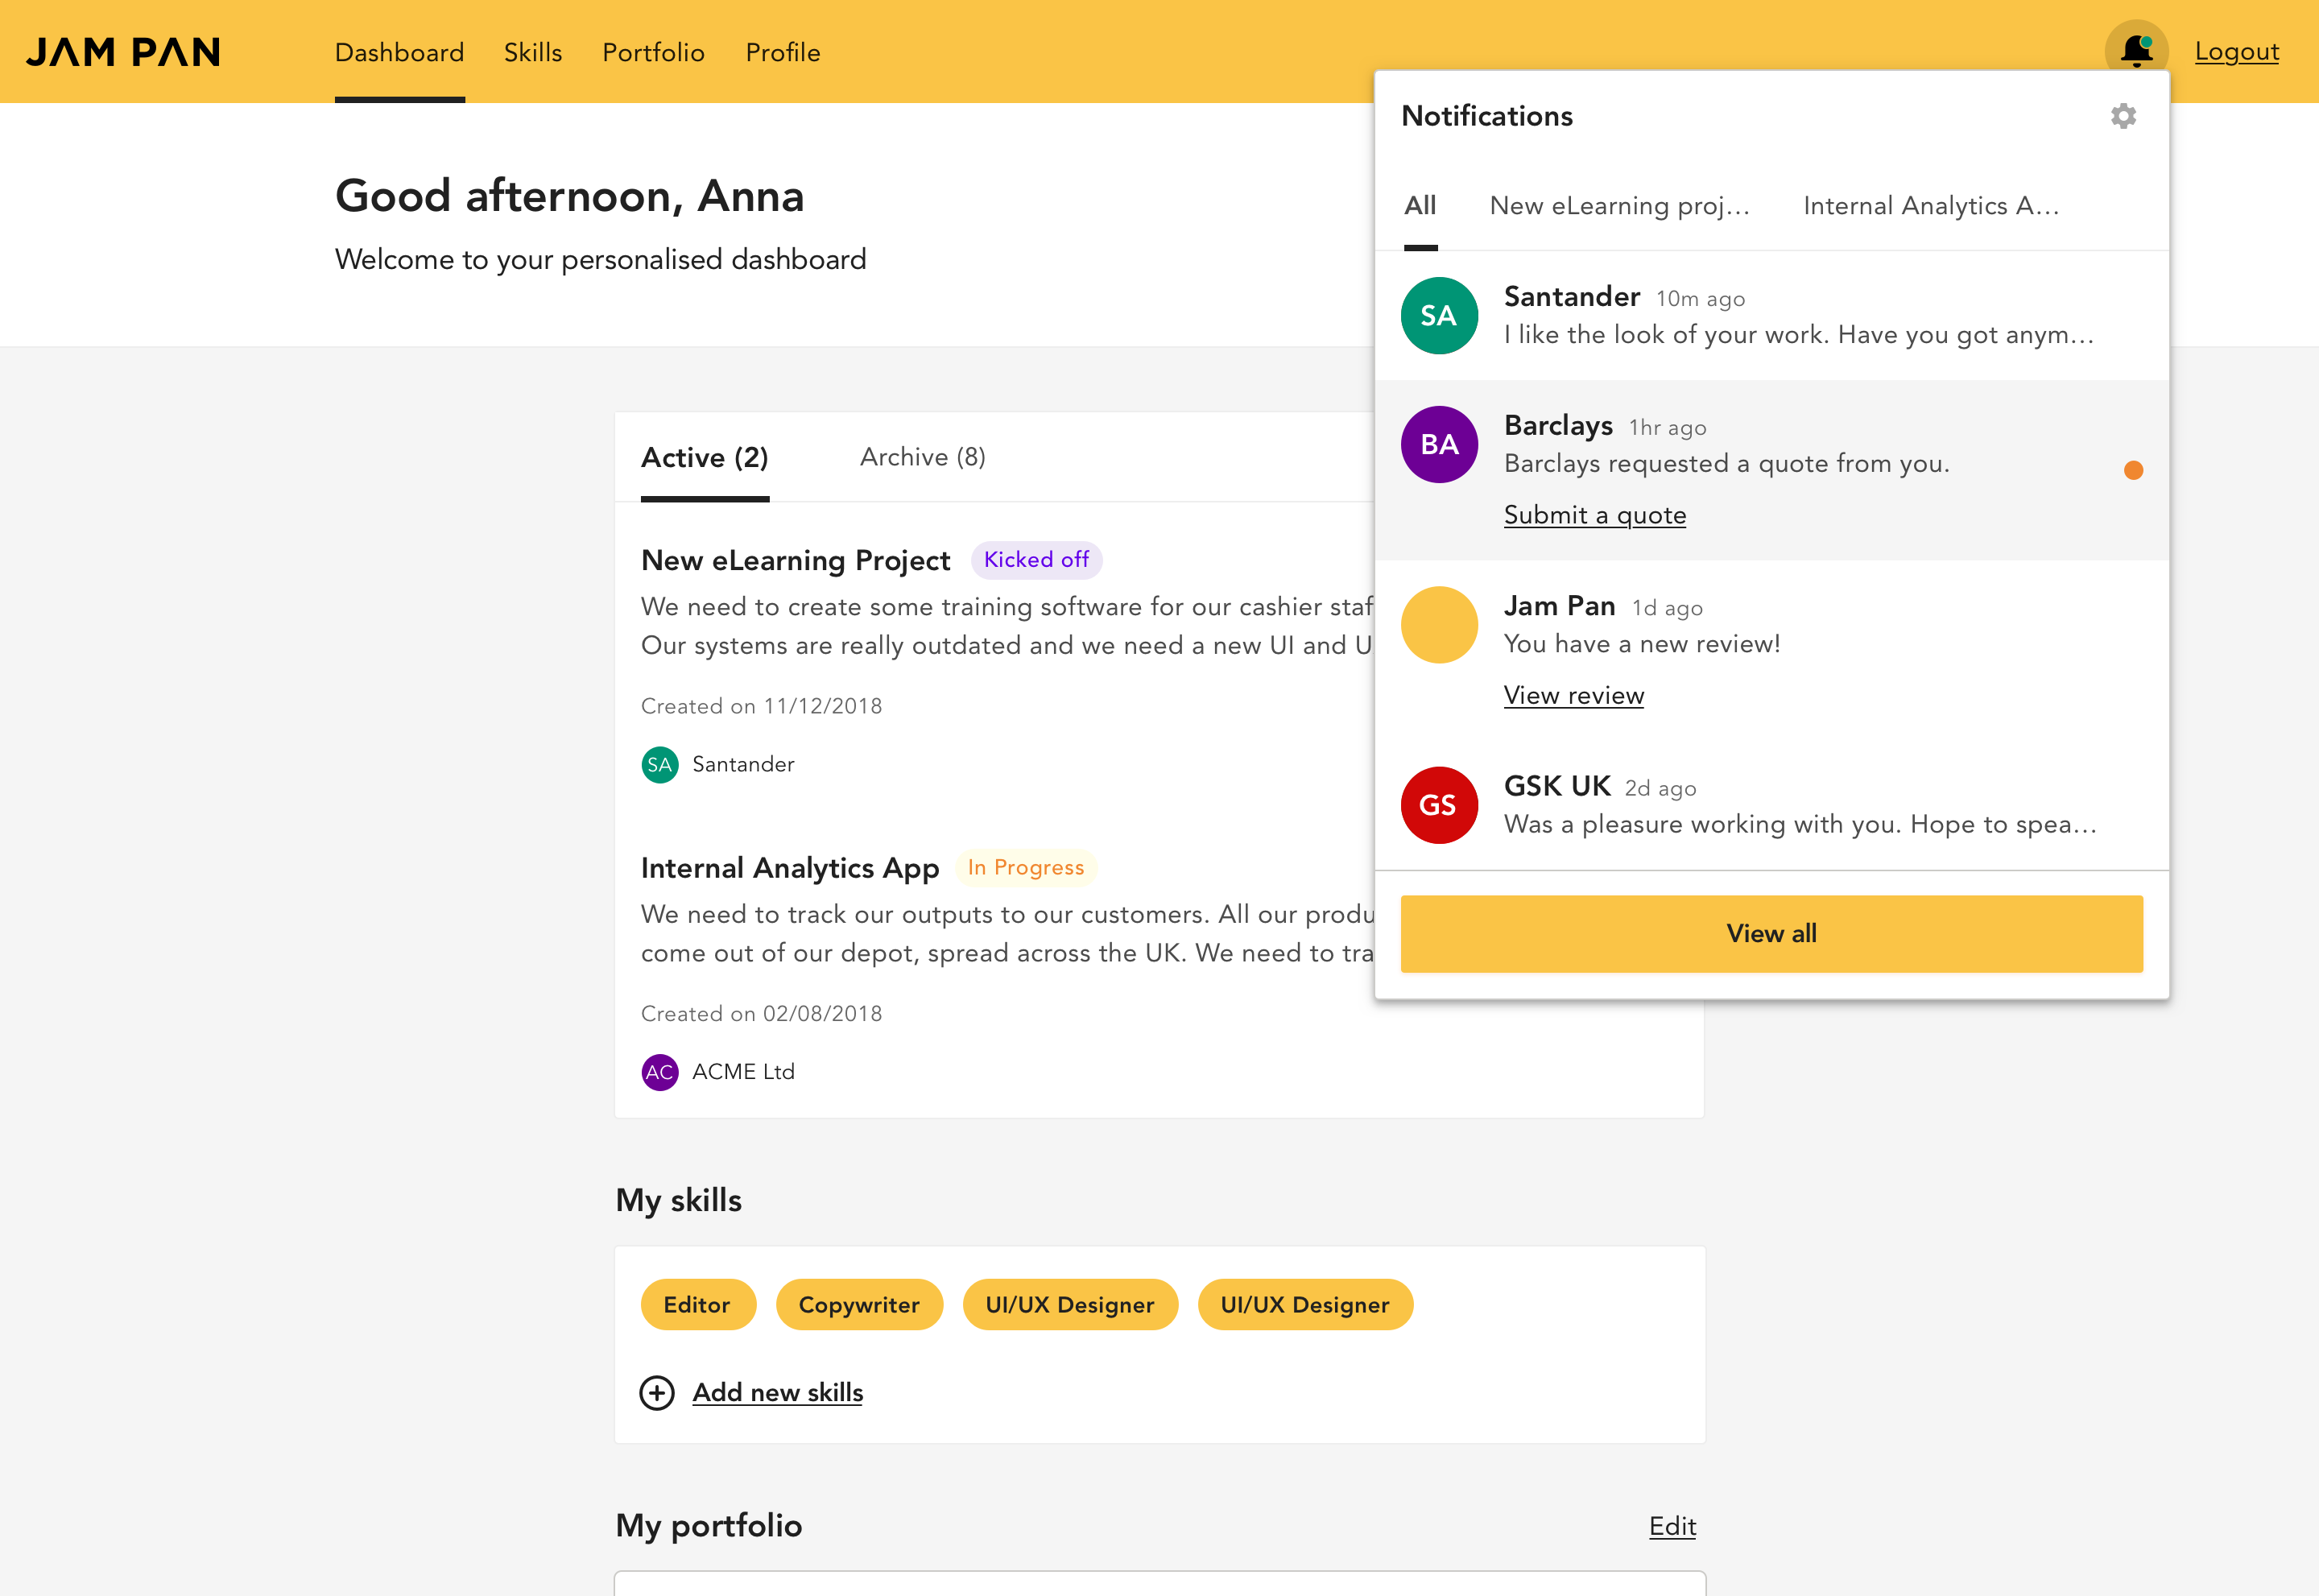 JAM PAN
Dashboard
Skills
Portfolio
Profile
Logout
Good afternoon, Anna
Welcome to your personalised dashboard
Notifications
All
New eLearning proj...
Internal Analytics A...
SA
Santander 10m ago
I like the look of your work. Have you got anym...
BA
Barclays 1hr ago
Barclays requested a quote from you.
Submit a quote
Jam Pan 1d ago
You have a new review!
View review
GS
GSK UK 2d ago
Was a pleasure working with you. Hope to spea...
View all
Active (2)
Archive (8)
New eLearning Project Kicked off
We need to create some training software for our cashier
Our systems are really outdated and we need a new UI and
Created on 11/12/2018
SA Santander
Internal Analytics App In Progress
We need to track our outputs to our customers. All our
come out of our depot, spread across the UK. We need to
Created on 02/08/2018
AC ACME Ltd
My skills
Editor
Copywriter
UI/UX Designer
UI/UX Designer
Add new skills
My portfolio
Edit